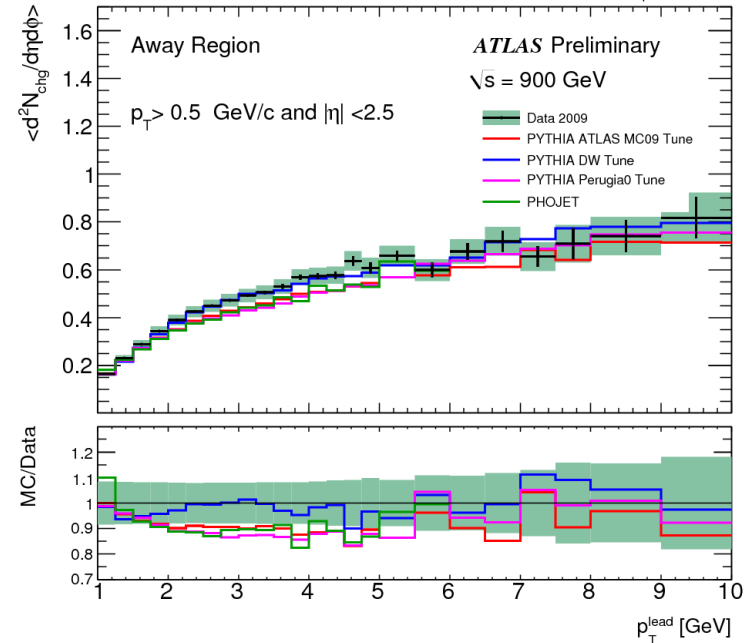 <d²N_chg/dηdϕ>
Away Region
ATLAS Preliminary
√s = 900 GeV
p_T> 0.5 GeV/c and |η| <2.5
Data 2009
PYTHIA ATLAS MC09 Tune
PYTHIA DW Tune
PYTHIA Perugia0 Tune
PHOJET
1.6
1.4
1.2
1
0.8
0.6
0.4
0.2
MC/Data
1.2
1.1
1
0.9
0.8
0.7
1 2 3 4 5 6 7 8 9 10
p_T^lead [GeV]